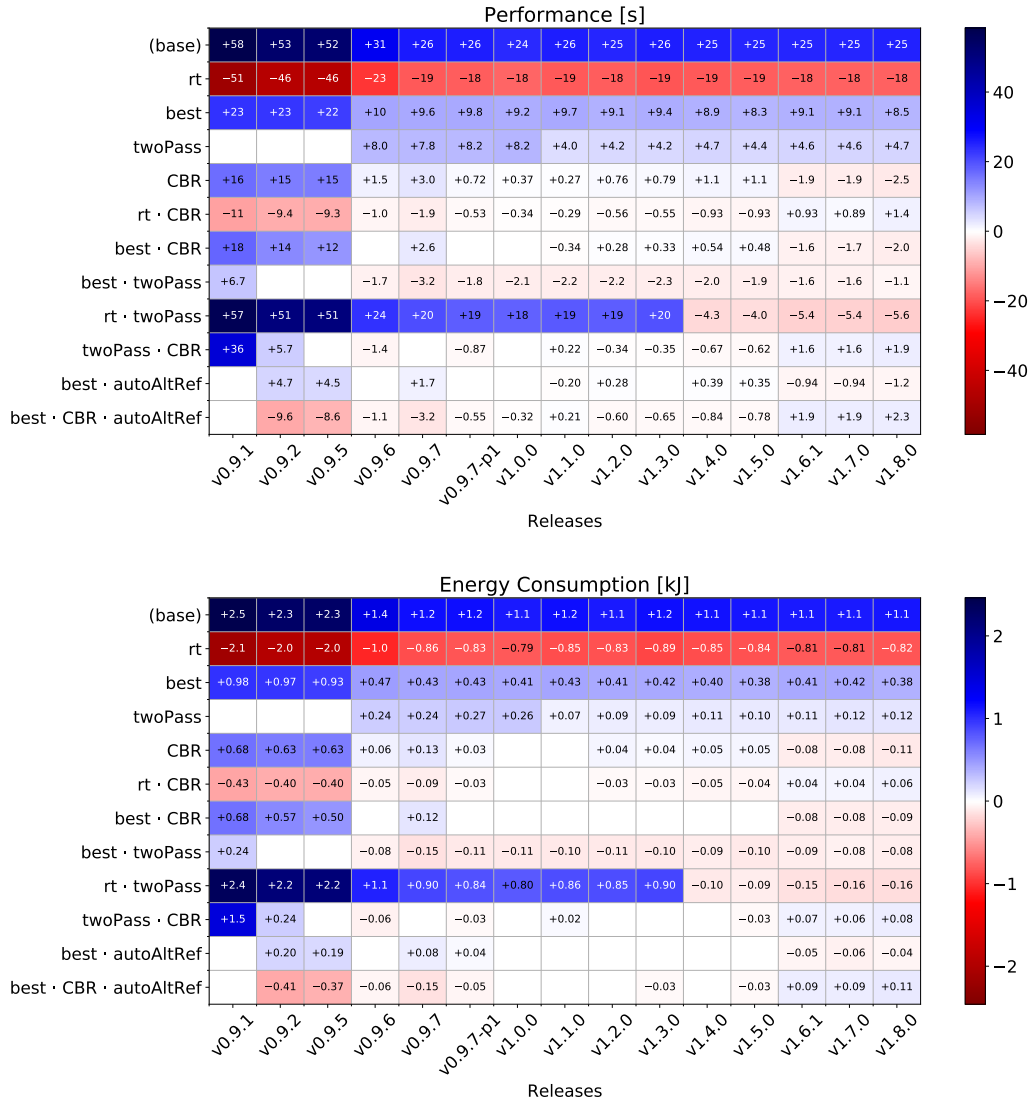 Performance [s]
(base) +58 +53 +52 +31 +26 +26 +24 +26 +25 +26 +25 +25 +25 +25 +25
rt −51 −46 −46 −23 −19 −18 −18 −19 −18 −19 −19 −19 −18 −18 −18
best +23 +23 +22 +10 +9.6 +9.8 +9.2 +9.7 +9.1 +9.4 +8.9 +8.3 +9.1 +9.1 +8.5
twoPass +8.0 +7.8 +8.2 +8.2 +4.0 +4.2 +4.2 +4.7 +4.4 +4.6 +4.6 +4.7
CBR +16 +15 +15 +1.5 +3.0 +0.72 +0.37 +0.27 +0.76 +0.79 +1.1 +1.1 −1.9 −1.9 −2.5
rt · CBR −11 −9.4 −9.3 −1.0 −1.9 −0.53 −0.34 −0.29 −0.56 −0.55 −0.93 −0.93 +0.93 +0.89 +1.4
best · CBR +18 +14 +12 +2.6 −0.34 +0.28 +0.33 +0.54 +0.48 −1.6 −1.7 −2.0
best · twoPass +6.7 −1.7 −3.2 −1.8 −2.1 −2.2 −2.2 −2.3 −2.0 −1.9 −1.6 −1.6 −1.1
rt · twoPass +57 +51 +51 +24 +20 +19 +18 +19 +19 +20 −4.3 −4.0 −5.4 −5.4 −5.6
twoPass · CBR +36 +5.7 −1.4 −0.87 +0.22 −0.34 −0.35 −0.67 −0.62 +1.6 +1.6 +1.9
best · autoAltRef +4.7 +4.5 +1.7 −0.20 +0.28 +0.39 +0.35 −0.94 −0.94 −1.2
best · CBR · autoAltRef −9.6 −8.6 −1.1 −3.2 −0.55 −0.32 +0.21 −0.60 −0.65 −0.84 −0.78 +1.9 +1.9 +2.3
v0.9.1 v0.9.2 v0.9.5 v0.9.6 v0.9.7 v0.9.7-p1 v1.0.0 v1.1.0 v1.2.0 v1.3.0 v1.4.0 v1.5.0 v1.6.1 v1.7.0 v1.8.0
Releases
40
20
0
−20
−40
Energy Consumption [kJ]
(base) +2.5 +2.3 +2.3 +1.4 +1.2 +1.2 +1.1 +1.2 +1.1 +1.2 +1.1 +1.1 +1.1 +1.1 +1.1
rt −2.1 −2.0 −2.0 −1.0 −0.86 −0.83 −0.79 −0.85 −0.83 −0.89 −0.85 −0.84 −0.81 −0.81 −0.82
best +0.98 +0.97 +0.93 +0.47 +0.43 +0.43 +0.41 +0.43 +0.41 +0.42 +0.40 +0.38 +0.41 +0.42 +0.38
twoPass +0.24 +0.24 +0.27 +0.26 +0.07 +0.09 +0.09 +0.11 +0.10 +0.11 +0.12 +0.12
CBR +0.68 +0.63 +0.63 +0.06 +0.13 +0.03 +0.04 +0.04 +0.05 +0.05 −0.08 −0.08 −0.11
rt · CBR −0.43 −0.40 −0.40 −0.05 −0.09 −0.03 −0.03 −0.03 −0.05 −0.04 +0.04 +0.04 +0.06
best · CBR +0.68 +0.57 +0.50 +0.12 −0.08 −0.08 −0.09
best · twoPass +0.24 −0.08 −0.15 −0.11 −0.11 −0.10 −0.11 −0.10 −0.09 −0.10 −0.09 −0.08 −0.08
rt · twoPass +2.4 +2.2 +2.2 +1.1 +0.90 +0.84 +0.80 +0.86 +0.85 +0.90 −0.10 −0.09 −0.15 −0.16 −0.16
twoPass · CBR +1.5 +0.24 −0.06 −0.03 +0.02 −0.03 +0.07 +0.06 +0.08
best · autoAltRef +0.20 +0.19 +0.08 +0.04 −0.05 −0.06 −0.04
best · CBR · autoAltRef −0.41 −0.37 −0.06 −0.15 −0.05 −0.03 −0.03 +0.09 +0.09 +0.11
v0.9.1 v0.9.2 v0.9.5 v0.9.6 v0.9.7 v0.9.7-p1 v1.0.0 v1.1.0 v1.2.0 v1.3.0 v1.4.0 v1.5.0 v1.6.1 v1.7.0 v1.8.0
Releases
2
1
0
−1
−2